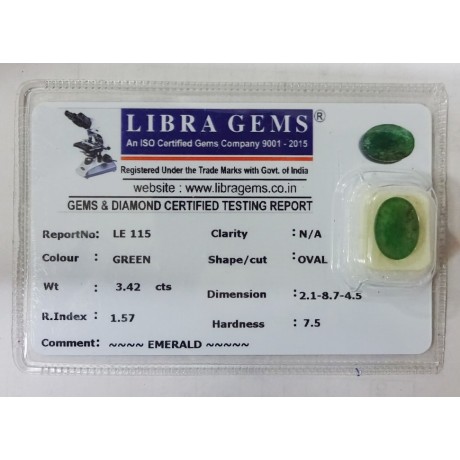 LIBRA GEMS ®
An ISO Certified Gems Company 9001 - 2015
Registered Under the Trade Marks with Govt. of India
website : www.libragems.co.in
GEMS & DIAMOND CERTIFIED TESTING REPORT
ReportNo: LE 115 Clarity : N/A
Colour : GREEN Shape/cut : OVAL
Wt : 3.42 cts Dimension : 2.1-8.7-4.5
R.Index : 1.57 Hardness : 7.5
Comment: ~~~~ EMERALD ~~~~~